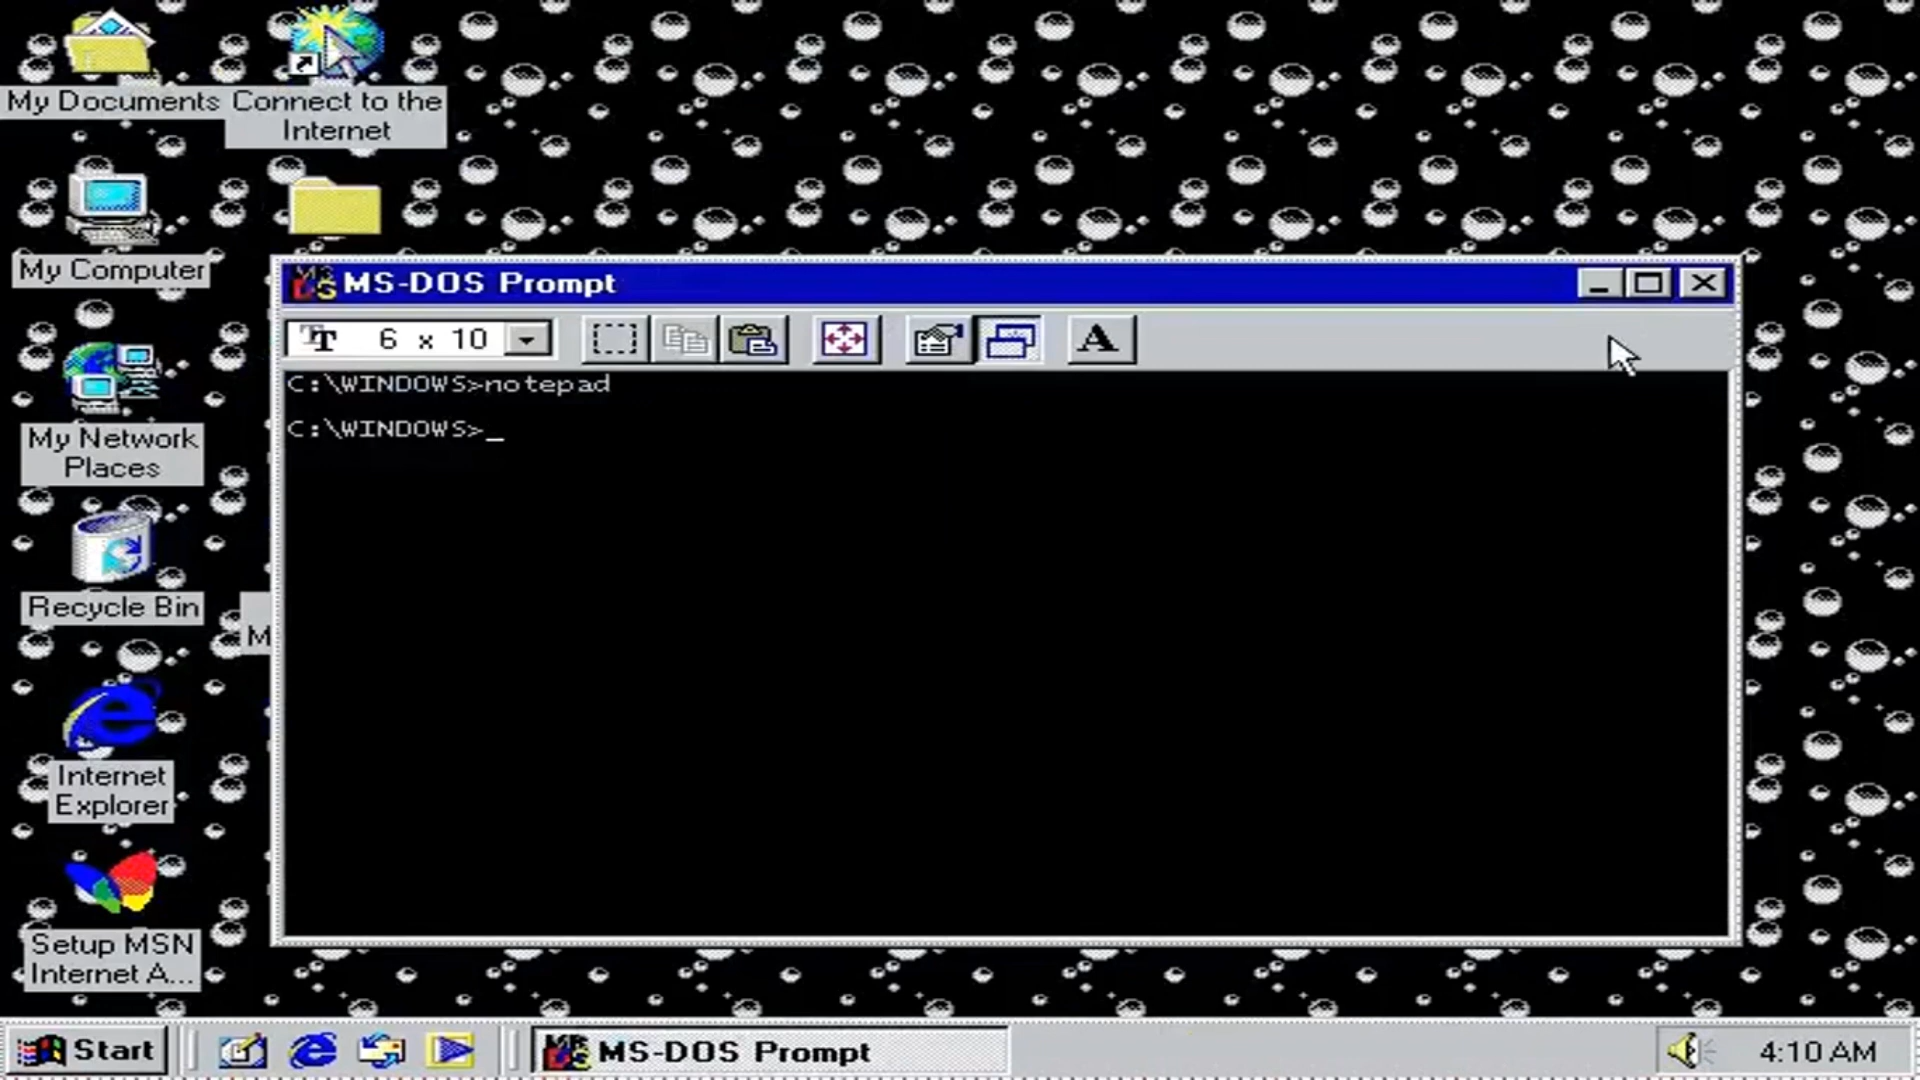 My Documents
Connect to the
Internet
My Computer
My Network
Places
Recycle Bin
M
Internet
Explorer
Setup MSN
Internet A...
MS-DOS Prompt
6 x 10
A
C:\WINDOWS>notepad
C:\WINDOWS>_
Start
MS-DOS Prompt
4:10 AM